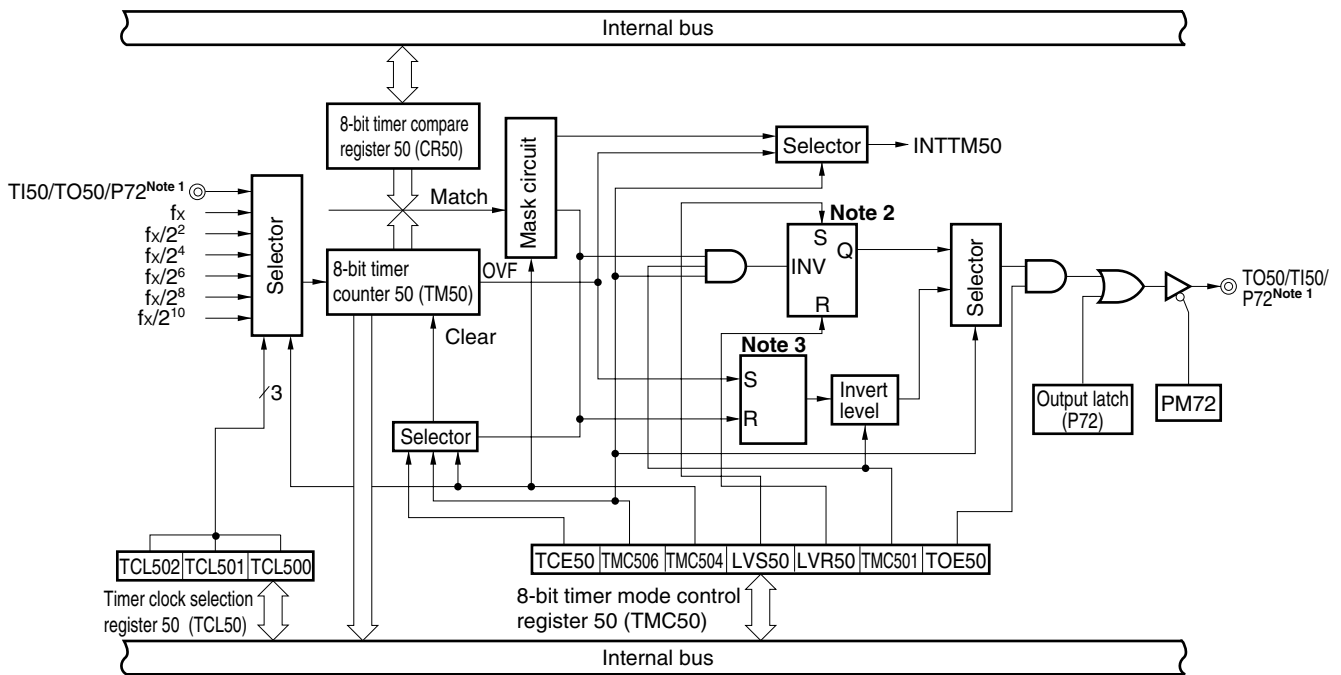 Internal bus
8-bit timer compare
register 50 (CR50)
Mask circuit
Selector
INTTM50
TI50/TO50/P72Note 1
fX
fX/2²
fX/2⁴
fX/2⁶
fX/2⁸
fX/2¹⁰
Selector
Match
8-bit timer
counter 50 (TM50)
OVF
Clear
Note 2
S
INV
Q
R
Selector
TO50/TI50/
P72Note 1
Note 3
S
R
Invert
level
Output latch
(P72)
PM72
3
Selector
TCL502 TCL501 TCL500
Timer clock selection
register 50 (TCL50)
TCE50 TMC506 TMC504 LVS50 LVR50 TMC501 TOE50
8-bit timer mode control
register 50 (TMC50)
Internal bus